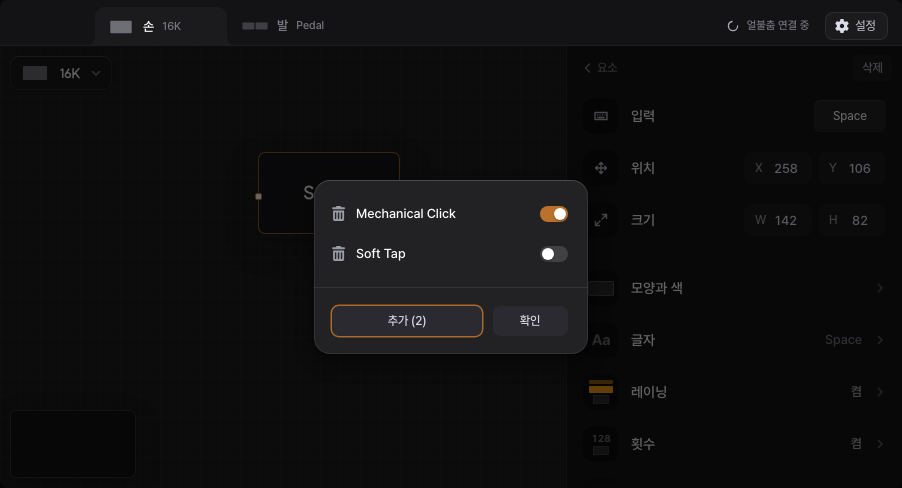 손 16K
발 Pedal
얼불춤 연결 중
설정
16K
요소
삭제
입력
Space
위치
X 258
Y 106
크기
W 142
H 82
S
Mechanical Click
Soft Tap
추가 (2)
확인
모양과 색
Aa 글자
Space
레이닝
켬
128
횟수
켬